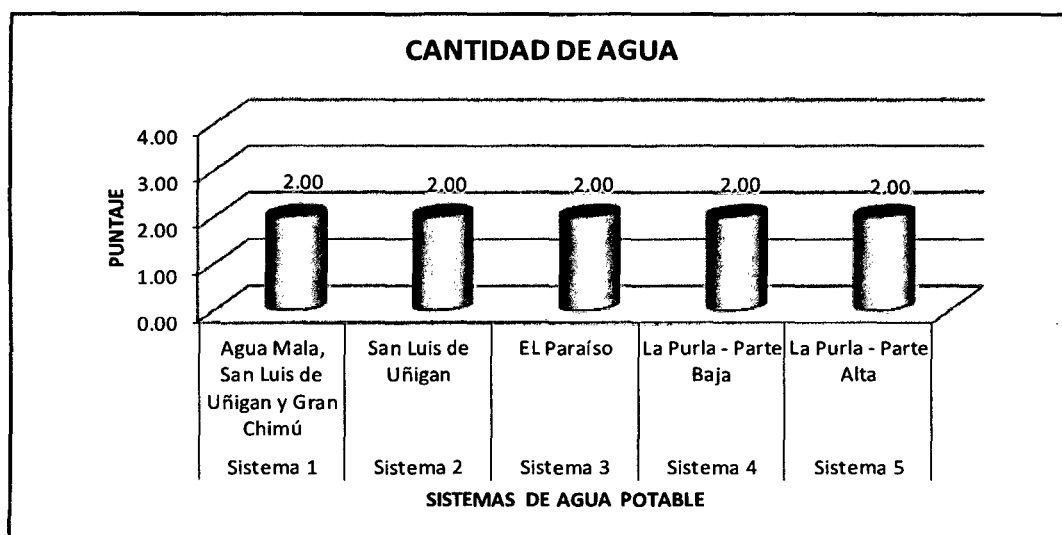 CANTIDAD DE AGUA
4.00
3.00
2.00
1.00
0.00
PUNTAJE
2.00
2.00
2.00
2.00
2.00
Agua Mala,
San Luis de
Uñigan y Gran
Chimú
San Luis de
Uñigan
EL Paraíso
La Purla - Parte
Baja
La Purla - Parte
Alta
Sistema 1
Sistema 2
Sistema 3
Sistema 4
Sistema 5
SISTEMAS DE AGUA POTABLE